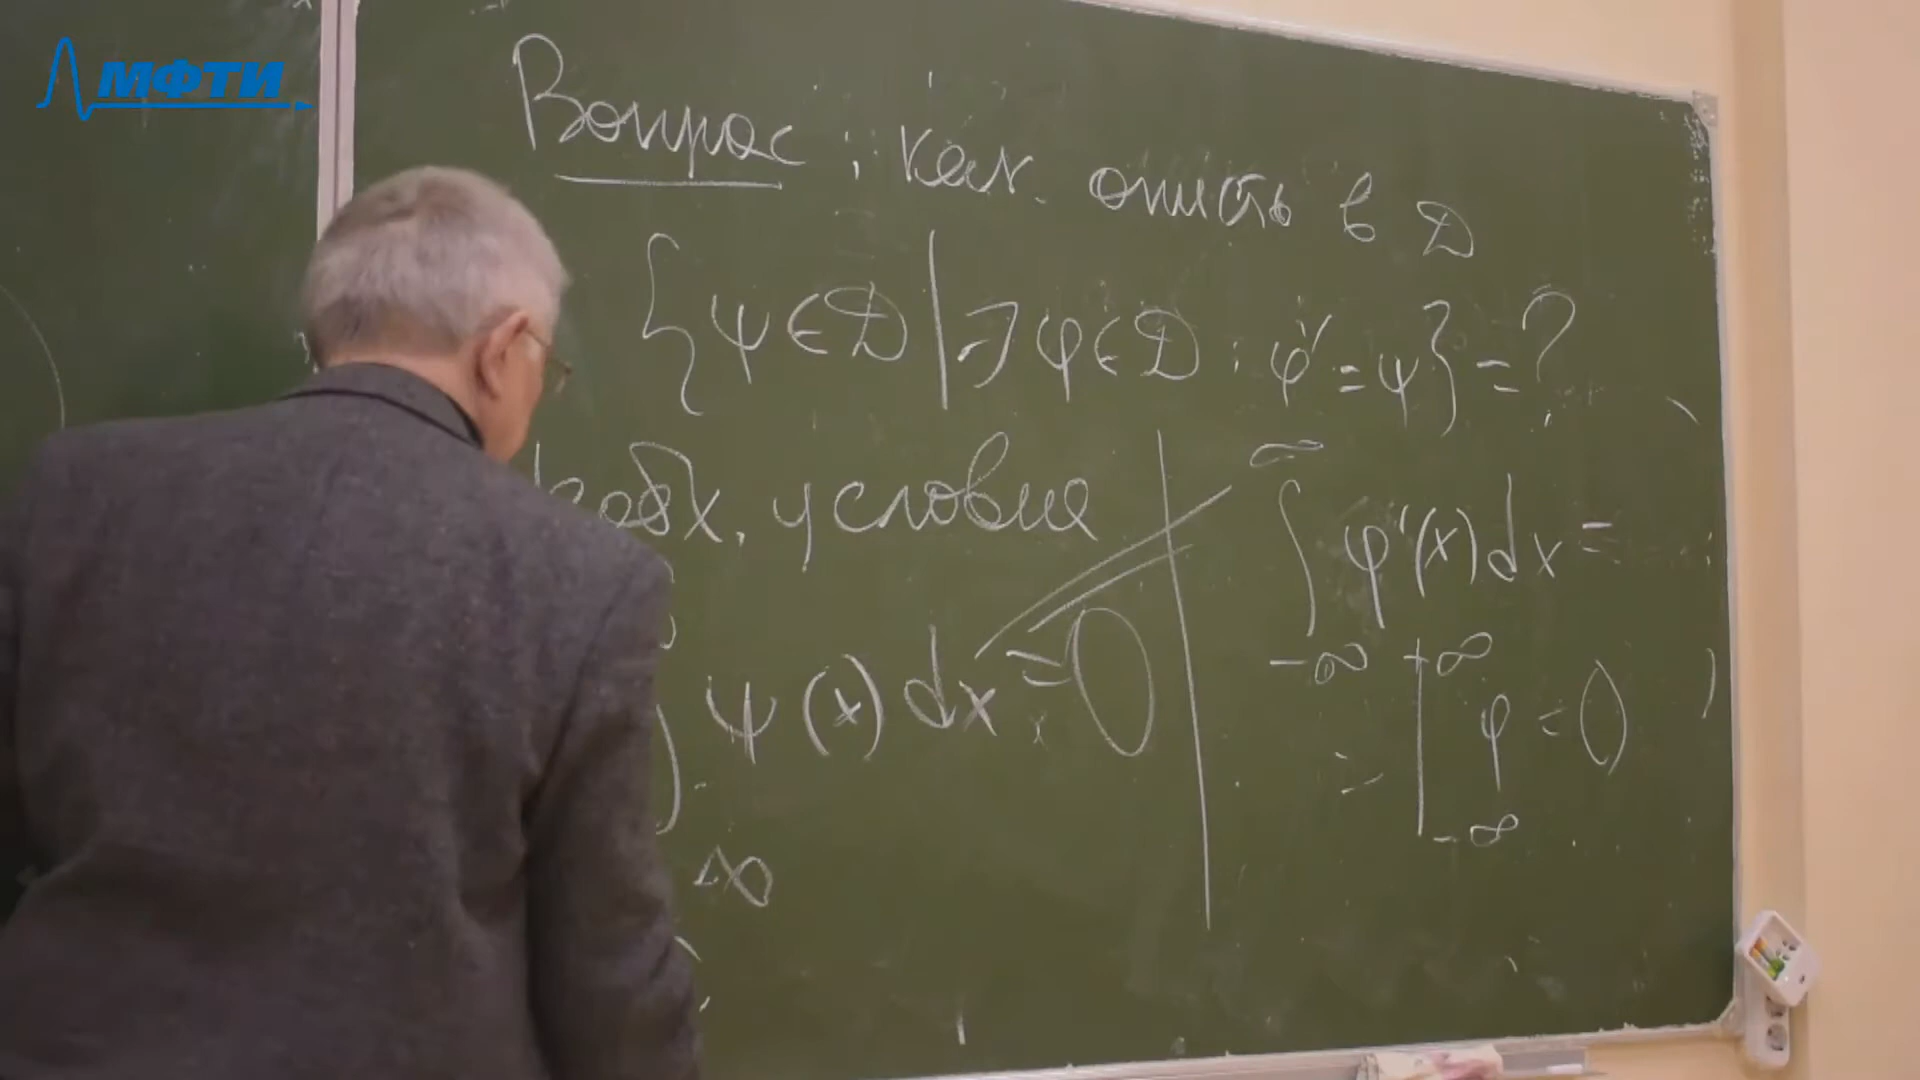 МФТИ
Вопрос: как описать в D
{ψ ∈ D | ∃ φ ∈ D : φ' = ψ} = ?
необх. условие
∫ ψ(x) dx = 0
∞
∫ φ'(x) dx =
-∞
+∞
= | φ = 0
-∞